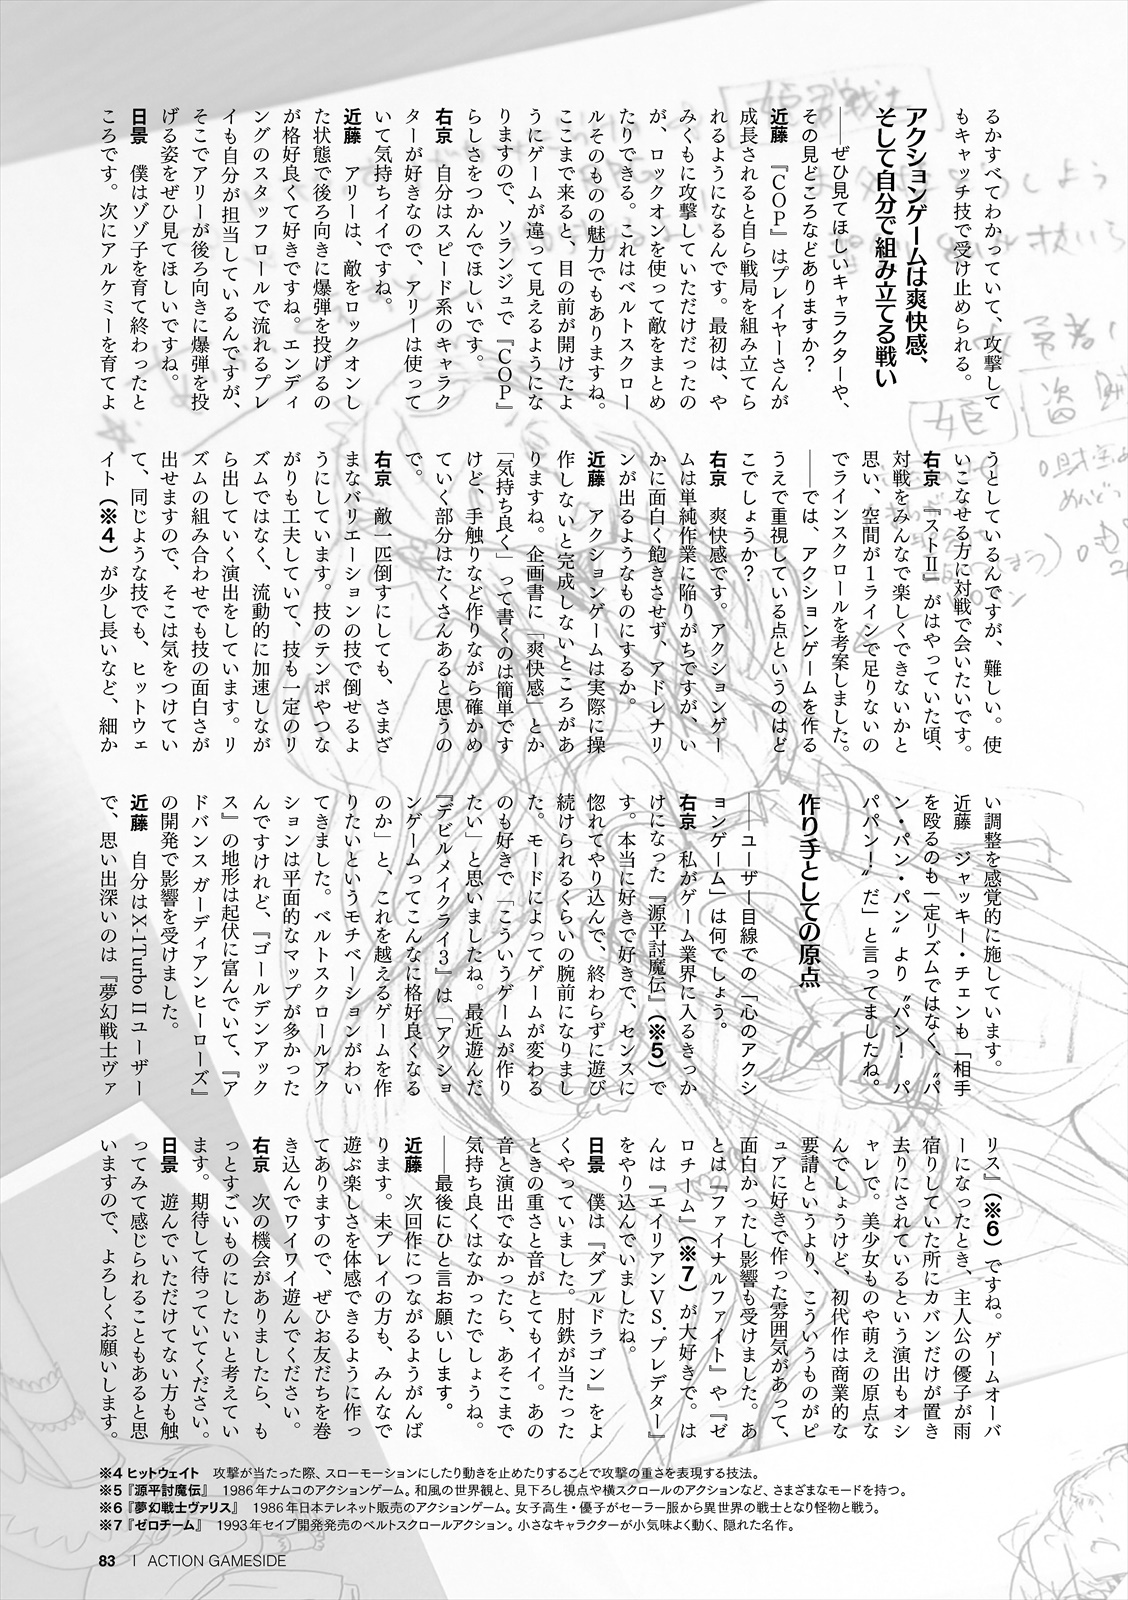 るかすべてわかっていて、攻撃して
もキャッチ技で受け止められる。
アクションゲームは爽快感、
そして自分で組み立てる戦い
――ぜひ見てほしいキャラクターや、
その見どころなどありますか？
近藤　『COP』はプレイヤーさんが
成長されると自ら戦局を組み立てら
れるようになるんです。最初は、や
みくもに攻撃していただけだったの
が、ロックオンを使って敵をまとめ
たりできる。これはベルトスクロー
ルそのものの魅力でもありますね。
ここまで来ると、目の前が開けたよ
うにゲームが違って見えるようにな
りますので、ソランジュで『COP』
らしさをつかんでほしいです。
右京　自分はスピード系のキャラク
ターが好きなので、アリーは使って
いて気持ちイイですね。
近藤　アリーは、敵をロックオンし
た状態で後ろ向きに爆弾を投げるの
が格好良くて好きですね。エンディ
ングのスタッフロールで流れるプレ
イも自分が担当しているんですが、
そこでアリーが後ろ向きに爆弾を投
げる姿をぜひ見てほしいですね。
日景　僕はゾゾ子を育て終わったと
ころです。次にアルケミーを育てよ
うとしているんですが、難しい。使
いこなせる方に対戦で会いたいです。
右京　『ストⅡ』がはやっていた頃、
対戦をみんなで楽しくできないかと
思い、空間が1ラインで足りないの
でラインスクロールを考案しました。
――では、アクションゲームを作る
うえで重視している点というのはど
こでしょうか？
右京　爽快感です。アクションゲー
ムは単純作業に陥りがちですが、い
かに面白く飽きさせず、アドレナリ
ンが出るようなものにするか。
近藤　アクションゲームは実際に操
作しないと完成しないところがあ
りますね。企画書に「爽快感」とか
「気持ち良く」って書くのは簡単です
けど、手触りなど作りながら確かめ
ていく部分はたくさんあると思うの
で。
右京　敵一匹倒すにしても、さまざ
まなバリエーションの技で倒せるよ
うにしています。技のテンポやつな
がりも工夫していて、技も一定のリ
ズムではなく、流動的に加速しなが
ら出していく演出をしています。リ
ズムの組み合わせでも技の面白さが
出せますので、そこは気をつけてい
て、同じような技でも、ヒットウェ
イト（※4）が少し長いなど、細か
い調整を感覚的に施しています。
近藤　ジャッキー・チェンも「相手
を殴るのも一定リズムではなく、〝パ
ン・パン・パン〟より〝パン！　パ
パパン！〟だ」と言ってましたね。
作り手としての原点
――ユーザー目線での「心のアクシ
ョンゲーム」は何でしょう。
右京　私がゲーム業界に入るきっか
けになった『源平討魔伝』（※5）で
す。本当に好きで好きで、センスに
惚れてやり込んで、終わらずに遊び
続けられるくらいの腕前になりまし
た。モードによってゲームが変わる
のも好きで「こういうゲームが作り
たい」と思いましたね。最近遊んだ
『デビルメイクライ3』は「アクショ
ンゲームってこんなに格好良くなる
のか」と、これを越えるゲームを作
りたいというモチベーションがわい
てきました。ベルトスクロールアク
ションは平面的なマップが多かった
んですけれど、『ゴールデンアック
ス』の地形は起伏に富んでいて、『ア
ドバンス ガーディアンヒーローズ』
の開発で影響を受けました。
近藤　自分はX-1Turbo IIユーザー
で、思い出深いのは『夢幻戦士ヴァ
リス』（※6）ですね。ゲームオーバ
ーになったとき、主人公の優子が雨
宿りしていた所にカバンだけが置き
去りにされているという演出もオシ
ャレで。美少女ものや萌えの原点な
んでしょうけど、初代作は商業的な
要請というより、こういうものがピ
ュアに好きで作った雰囲気があって、
面白かったし影響も受けました。あ
とは『ファイナルファイト』や『ゼ
ロチーム』（※7）が大好きで。は
んは『エイリアンVS.プレデター』
をやり込んでいましたね。
日景　僕は『ダブルドラゴン』をよ
くやっていました。肘鉄が当たった
ときの重さと音がとてもイイ。あの
音と演出でなかったら、あそこまで
気持ち良くはなかったでしょうね。
――最後にひと言お願いします。
近藤　次回作につながるようがんば
ります。未プレイの方も、みんなで
遊ぶ楽しさを体感できるように作っ
てありますので、ぜひお友だちを巻
き込んでワイワイ遊んでください。
右京　次の機会がありましたら、も
っとすごいものにしたいと考えてい
ます。期待して待っていてください。
日景　遊んでいただけてない方も触
ってみて感じられることもあると思
いますので、よろしくお願いします。
※4 ヒットウェイト　攻撃が当たった際、スローモーションにしたり動きを止めたりすることで攻撃の重さを表現する技法。
※5『源平討魔伝』　1986年ナムコのアクションゲーム。和風の世界観と、見下ろし視点や横スクロールのアクションなど、さまざまなモードを持つ。
※6『夢幻戦士ヴァリス』　1986年日本テレネット販売のアクションゲーム。女子高生・優子がセーラー服から異世界の戦士となり怪物と戦う。
※7『ゼロチーム』　1993年セイブ開発発売のベルトスクロールアクション。小さなキャラクターが小気味よく動く、隠れた名作。
83 | ACTION GAMESIDE